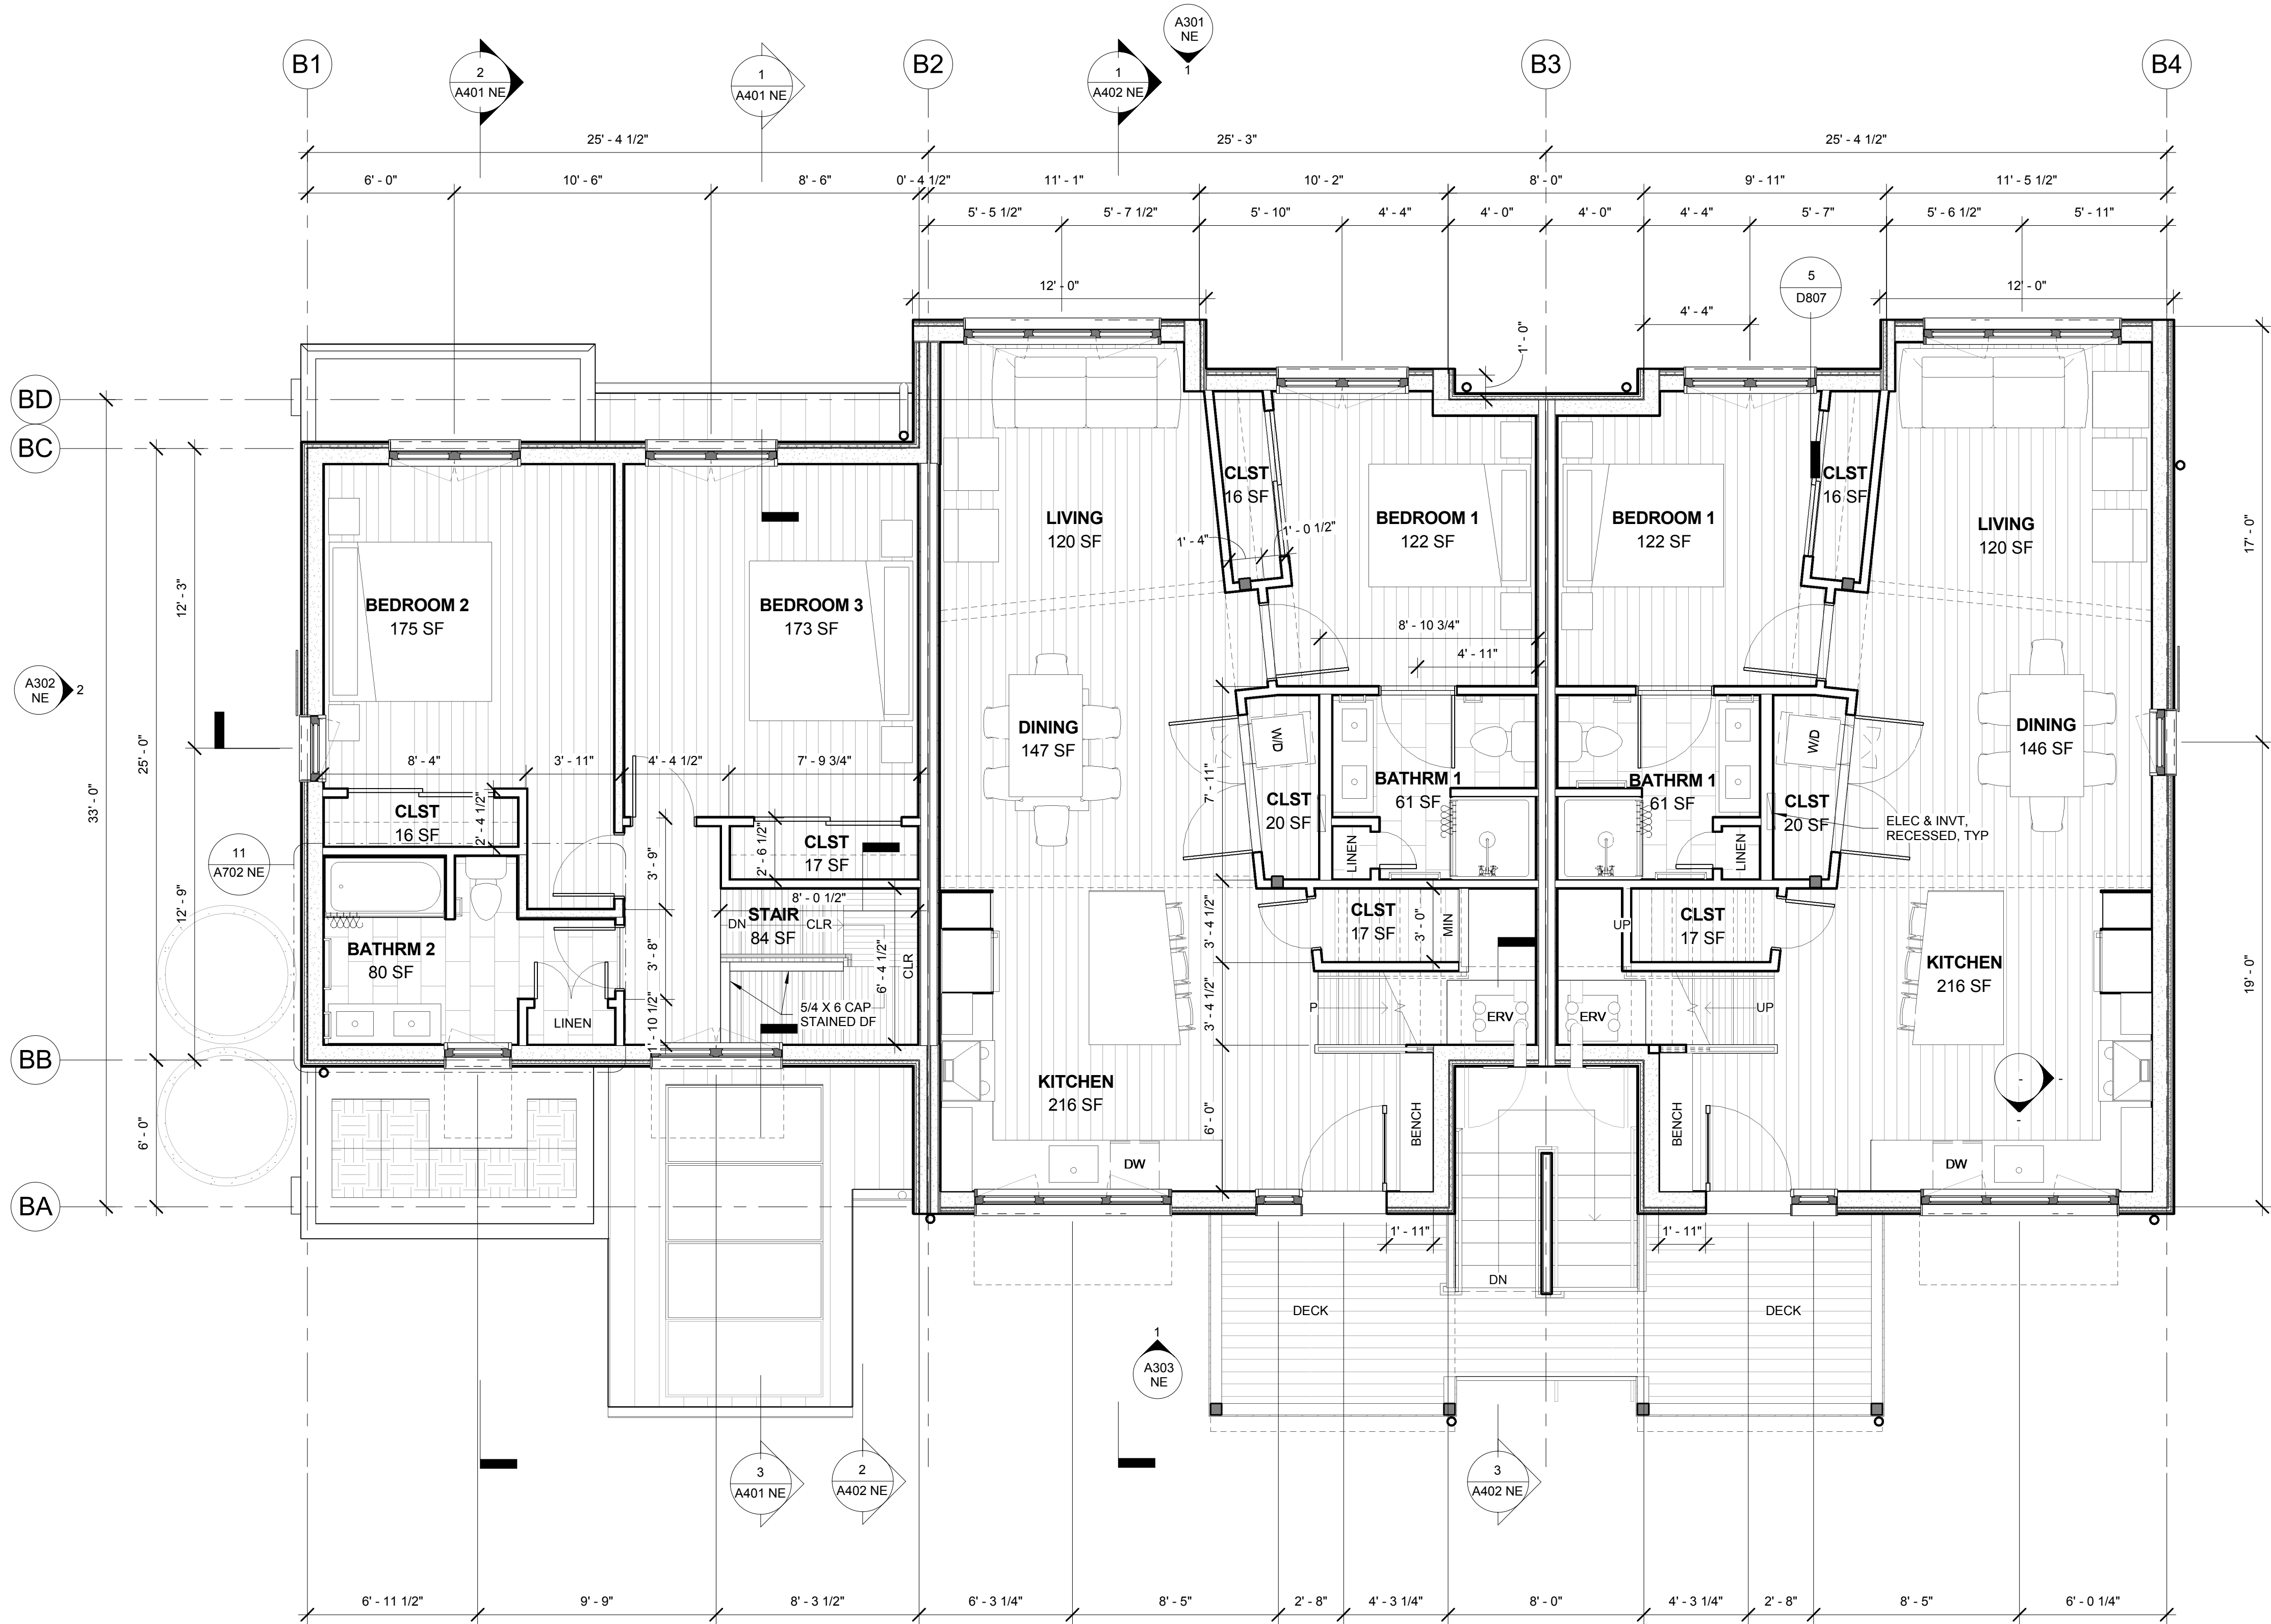 A301
NE
1
B1
2
A401 NE
1
A401 NE
B2
1
A402 NE
B3
B4
25' - 4 1/2"
25' - 3"
25' - 4 1/2"
6' - 0"
10' - 6"
8' - 6"
0' - 4 1/2"
11' - 1"
10' - 2"
8' - 0"
9' - 11"
11' - 5 1/2"
5' - 5 1/2"
5' - 7 1/2"
5' - 10"
4' - 4"
4' - 0"
4' - 0"
4' - 4"
5' - 7"
5' - 6 1/2"
5' - 11"
5
D807
12' - 0"
12' - 0"
4' - 4"
1' - 0"
BD
BC
CLST
16 SF
CLST
16 SF
LIVING
120 SF
BEDROOM 1
122 SF
BEDROOM 1
122 SF
LIVING
120 SF
1' - 4"
1' - 0 1/2"
17' - 0"
12' - 3"
BEDROOM 2
175 SF
BEDROOM 3
173 SF
8' - 10 3/4"
4' - 11"
A302
NE
2
DINING
147 SF
DINING
146 SF
W/D
W/D
25' - 0"
33' - 0"
8' - 4"
3' - 11"
4' - 4 1/2"
7' - 9 3/4"
7' - 11"
BATHRM 1
61 SF
BATHRM 1
61 SF
CLST
16 SF
2' - 4 1/2"
CLST
17 SF
2' - 6 1/2"
CLST
20 SF
CLST
20 SF
ELEC & INVT,
RECESSED, TYP
LINEN
LINEN
11
A702 NE
3' - 9"
8' - 0 1/2"
STAIR
84 SF
DN
CLR
12' - 9"
BATHRM 2
80 SF
3' - 8"
6' - 4 1/2"
CLR
CLST
17 SF
3' - 0"
MIN
3' - 4 1/2"
UP
CLST
17 SF
KITCHEN
216 SF
19' - 0"
5/4 X 6 CAP
STAINED DF
LINEN
1' - 10 1/2"
3' - 4 1/2"
P
ERV
ERV
UP
BB
KITCHEN
216 SF
-
-
-
6' - 0"
6' - 0"
BENCH
BENCH
DW
DW
BA
1' - 11"
1' - 11"
DN
DECK
DECK
1
A303
NE
3
A401 NE
2
A402 NE
3
A402 NE
6' - 11 1/2"
9' - 9"
8' - 3 1/2"
6' - 3 1/4"
8' - 5"
2' - 8"
4' - 3 1/4"
8' - 0"
4' - 3 1/4"
2' - 8"
8' - 5"
6' - 0 1/4"